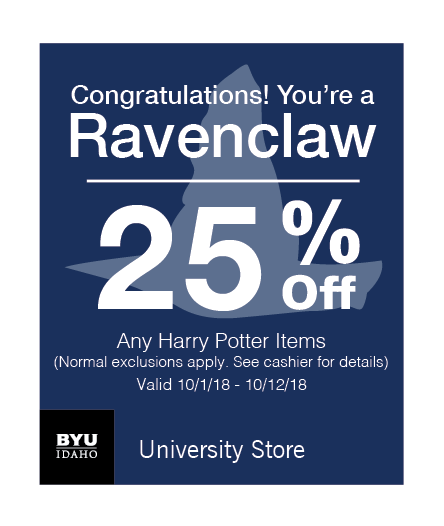 Congratulations! You're a
Ravenclaw
25% Off
Any Harry Potter Items
(Normal exclusions apply. See cashier for details)
Valid 10/1/18 - 10/12/18
BYU
IDAHO
University Store